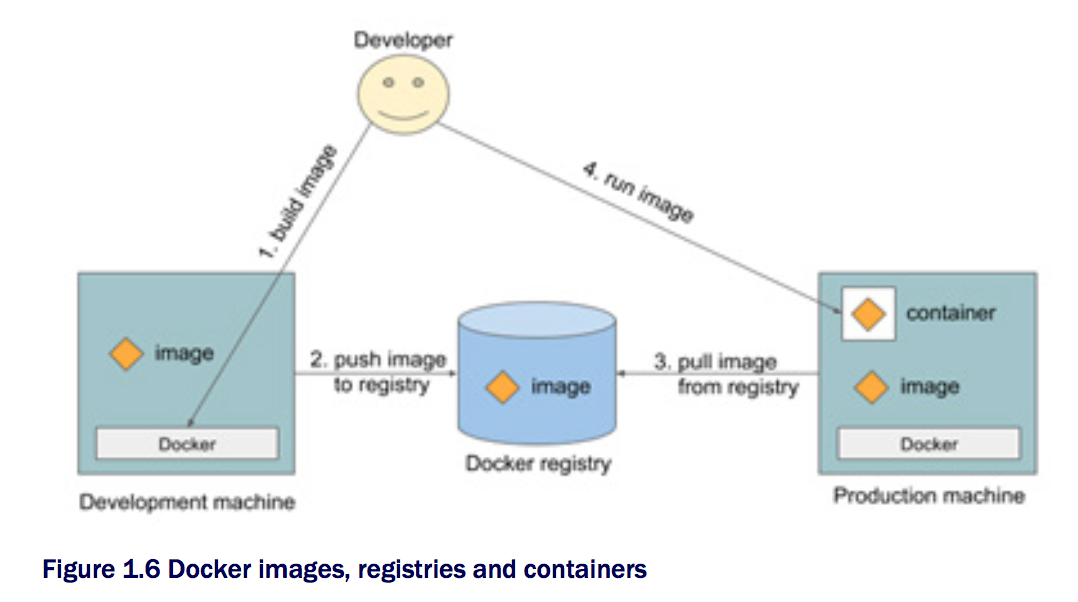 Developer
1. build image
4. run image
image
Docker
Development machine
2. push image
to registry
image
Docker registry
3. pull image
from registry
container
image
Docker
Production machine
Figure 1.6 Docker images, registries and containers